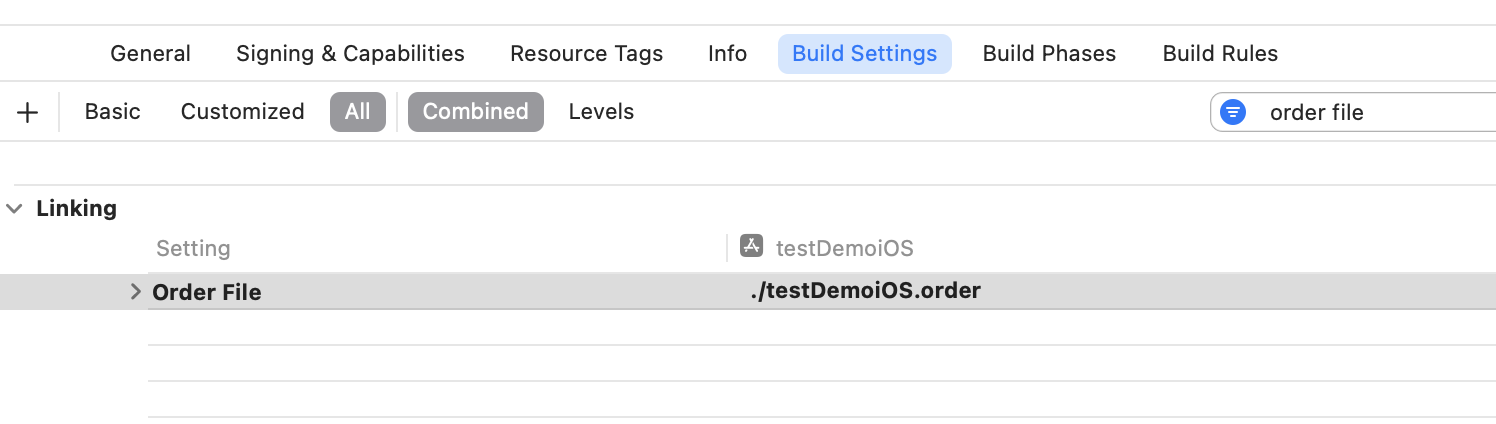 General Signing & Capabilities Resource Tags Info Build Settings Build Phases Build Rules
+ Basic Customized All Combined Levels order file
Linking
Setting testDemoiOS
Order File ./testDemoiOS.order